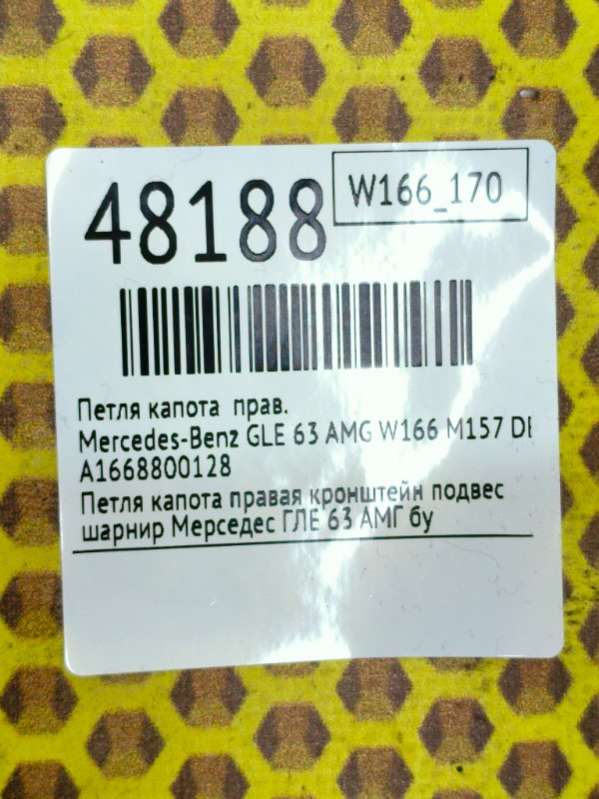 48188
W166_170
Петля капота прав.
Mercedes-Benz GLE 63 AMG W166 M157 DE
A1668800128
Петля капота правая кронштейн подвес
шарнир Мерседес ГЛЕ 63 АМГ бу